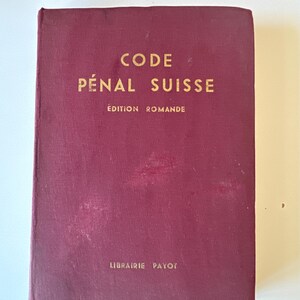 CODE
PÉNAL SUISSE
ÉDITION ROMANDE
LIBRAIRIE PAYOT